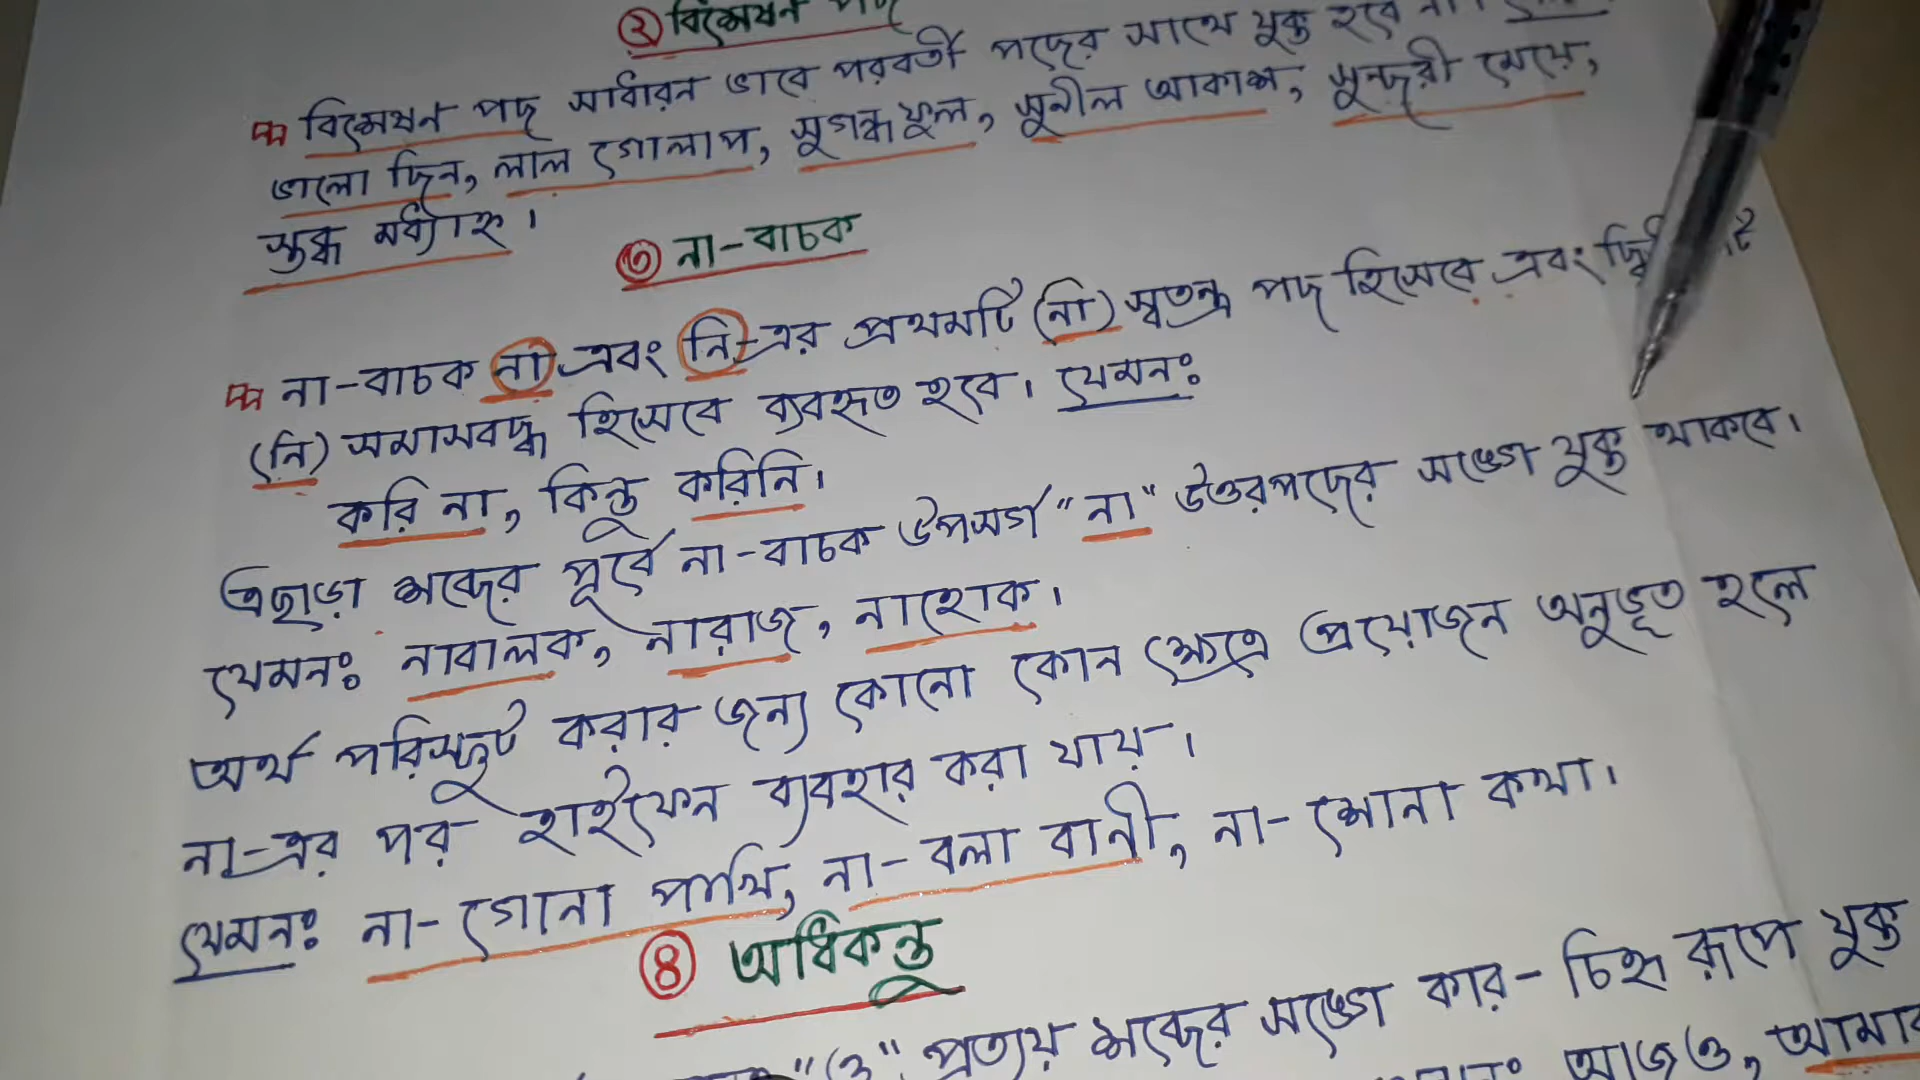 ② বিশেষন পদ
বিশেষন পদ সাধারন ভাবে পরবর্তী পদের সাথে যুক্ত হবে না।
ভালো দিন, লাল গোলাপ, সুগন্ধ ফুল, সুনীল আকাশ, সুন্দরী মেয়ে,
স্তব্ধ মধ্যাহ্ন।
③ না-বাচক
না-বাচক না এবং নি-এর প্রথমটি (না) স্বতন্ত্র পদ হিসেবে এবং
(নি) সমাসবদ্ধ হিসেবে ব্যবহৃত হবে। যেমনঃ
করি না, কিন্তু করিনি।
এছাড়া শব্দের পূর্বে না-বাচক উপসর্গ "না" উত্তরপদের সঙ্গে যুক্ত থাকবে।
যেমনঃ নাবালক, নারাজ, নাহোক।
অর্থ পরিস্ফুট করার জন্য কোনো কোন ক্ষেত্রে প্রয়োজন অনুভূত হলে
না-এর পর হাইফেন ব্যবহার করা যায়।
যেমনঃ না-গোনা পাখি, না-বলা বানী, না-শোনা কথা।
④ অধিকন্তু
"ও" প্রত্যয় শব্দের সঙ্গে কার-চিহ্ন রূপে যুক্ত
আজও,